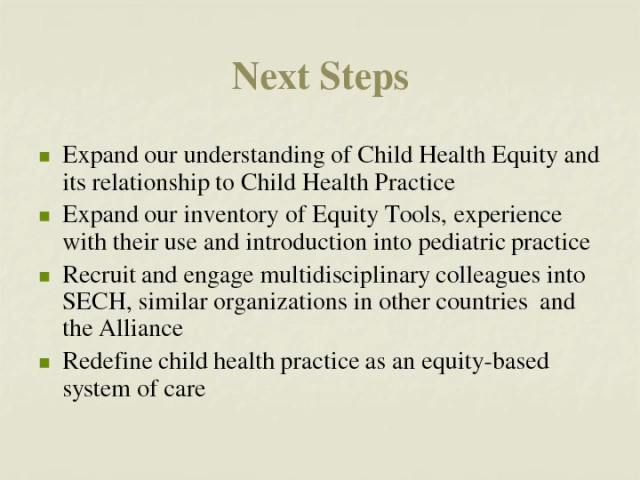 Next Steps
Expand our understanding of Child Health Equity and
its relationship to Child Health Practice
Expand our inventory of Equity Tools, experience
with their use and introduction into pediatric practice
Recruit and engage multidisciplinary colleagues into
SECH, similar organizations in other countries  and
the Alliance
Redefine child health practice as an equity-based
system of care